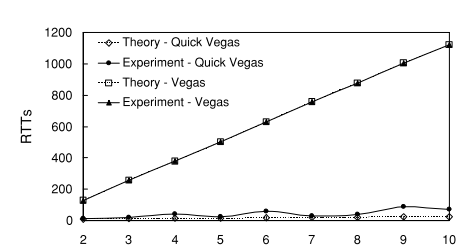 1200
1000
800
600
400
200
0
RTTs
Theory - Quick Vegas
Experiment - Quick Vegas
Theory - Vegas
Experiment - Vegas
2 3 4 5 6 7 8 9 10